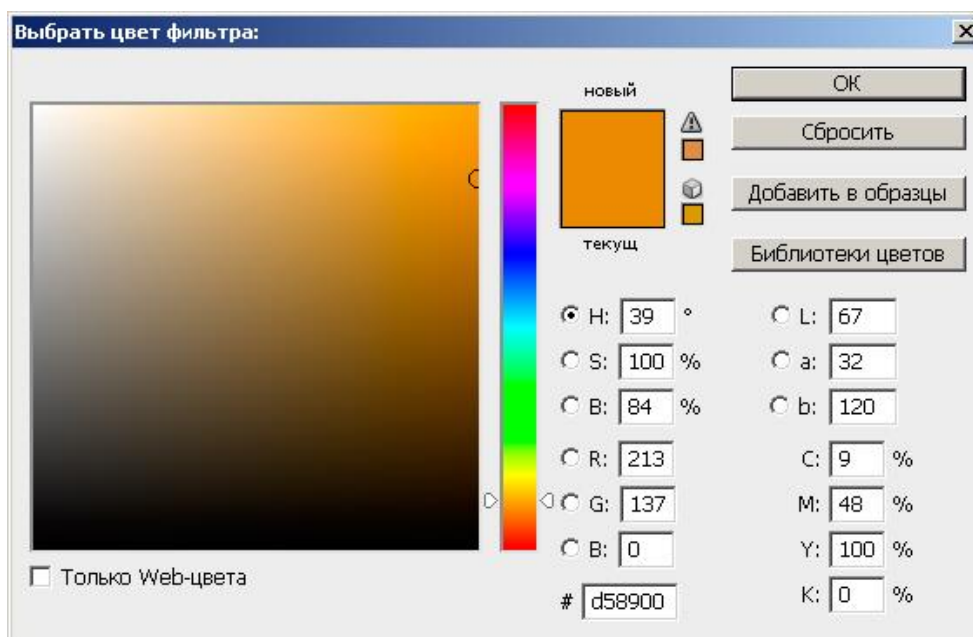 Выбрать цвет фильтра:
новый
текущ
ОК
Сбросить
Добавить в образцы
Библиотеки цветов
H: 39 °
S: 100 %
B: 84 %
R: 213
G: 137
B: 0
# d58900
L: 67
a: 32
b: 120
C: 9 %
M: 48 %
Y: 100 %
K: 0 %
Только Web-цвета